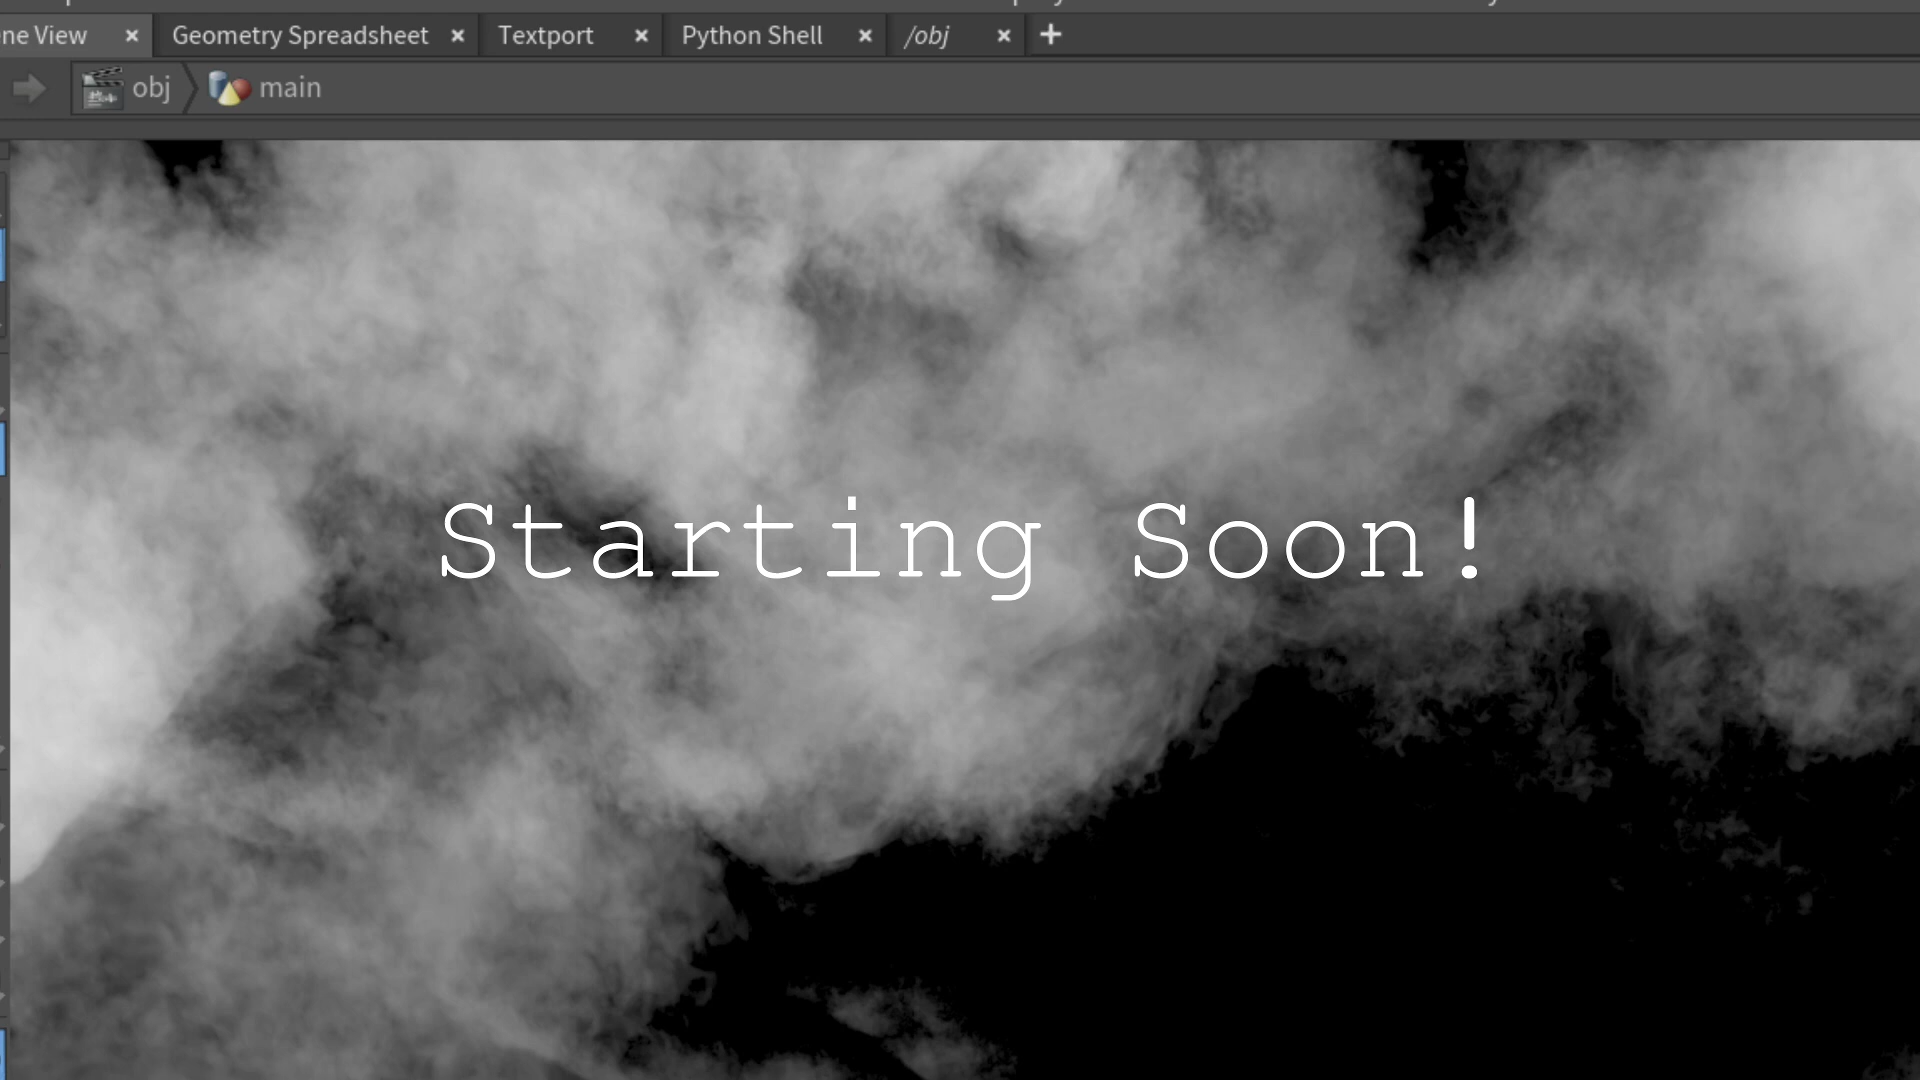 ne View × Geometry Spreadsheet × Textport × Python Shell × /obj × +
obj main
Starting Soon!